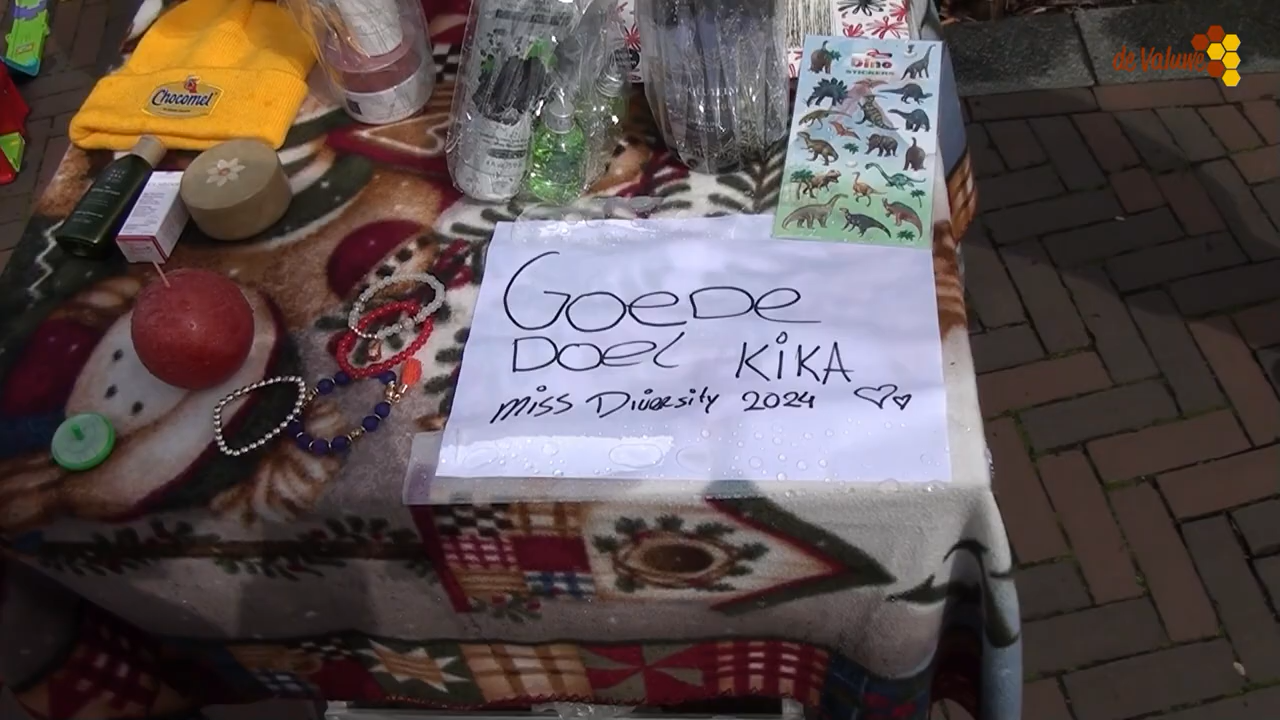 de Valuwe
Chocomel
Dino
STICKERS
GOEDE
DOEL KiKA
Miss Diversity 2024